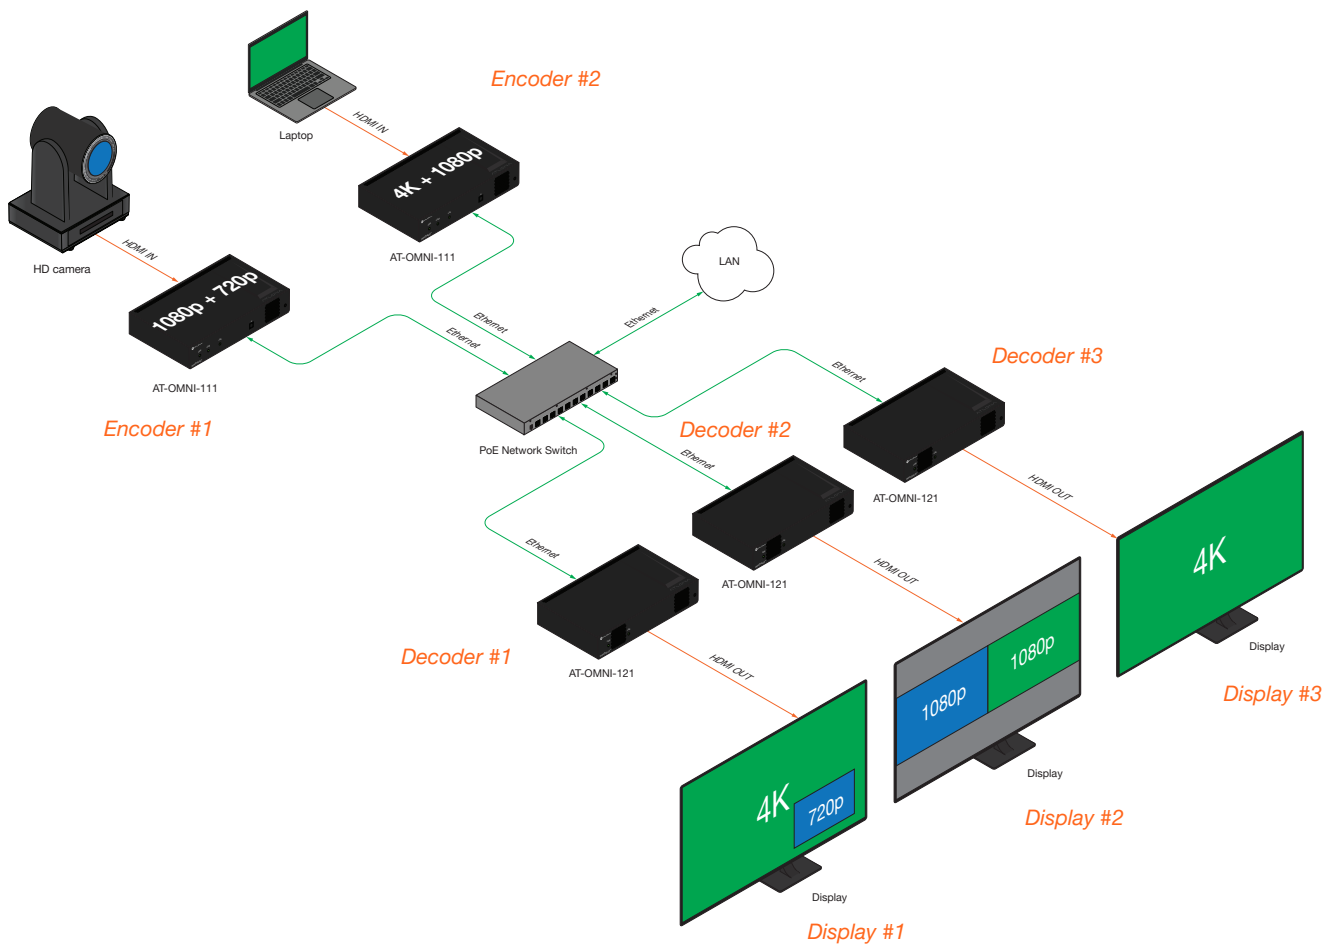 Encoder #2
HDMI IN
Laptop
4K + 1080p
AT-OMNI-111
HD camera
HDMI IN
1080p + 720p
AT-OMNI-111
Encoder #1
LAN
Ethernet
Ethernet
Ethernet
PoE Network Switch
Decoder #3
Ethernet
AT-OMNI-121
HDMI OUT
4K
Display
Display #3
Decoder #2
Ethernet
AT-OMNI-121
HDMI OUT
1080p
1080p
Display
Display #2
Ethernet
Decoder #1
AT-OMNI-121
HDMI OUT
4K
720p
Display
Display #1